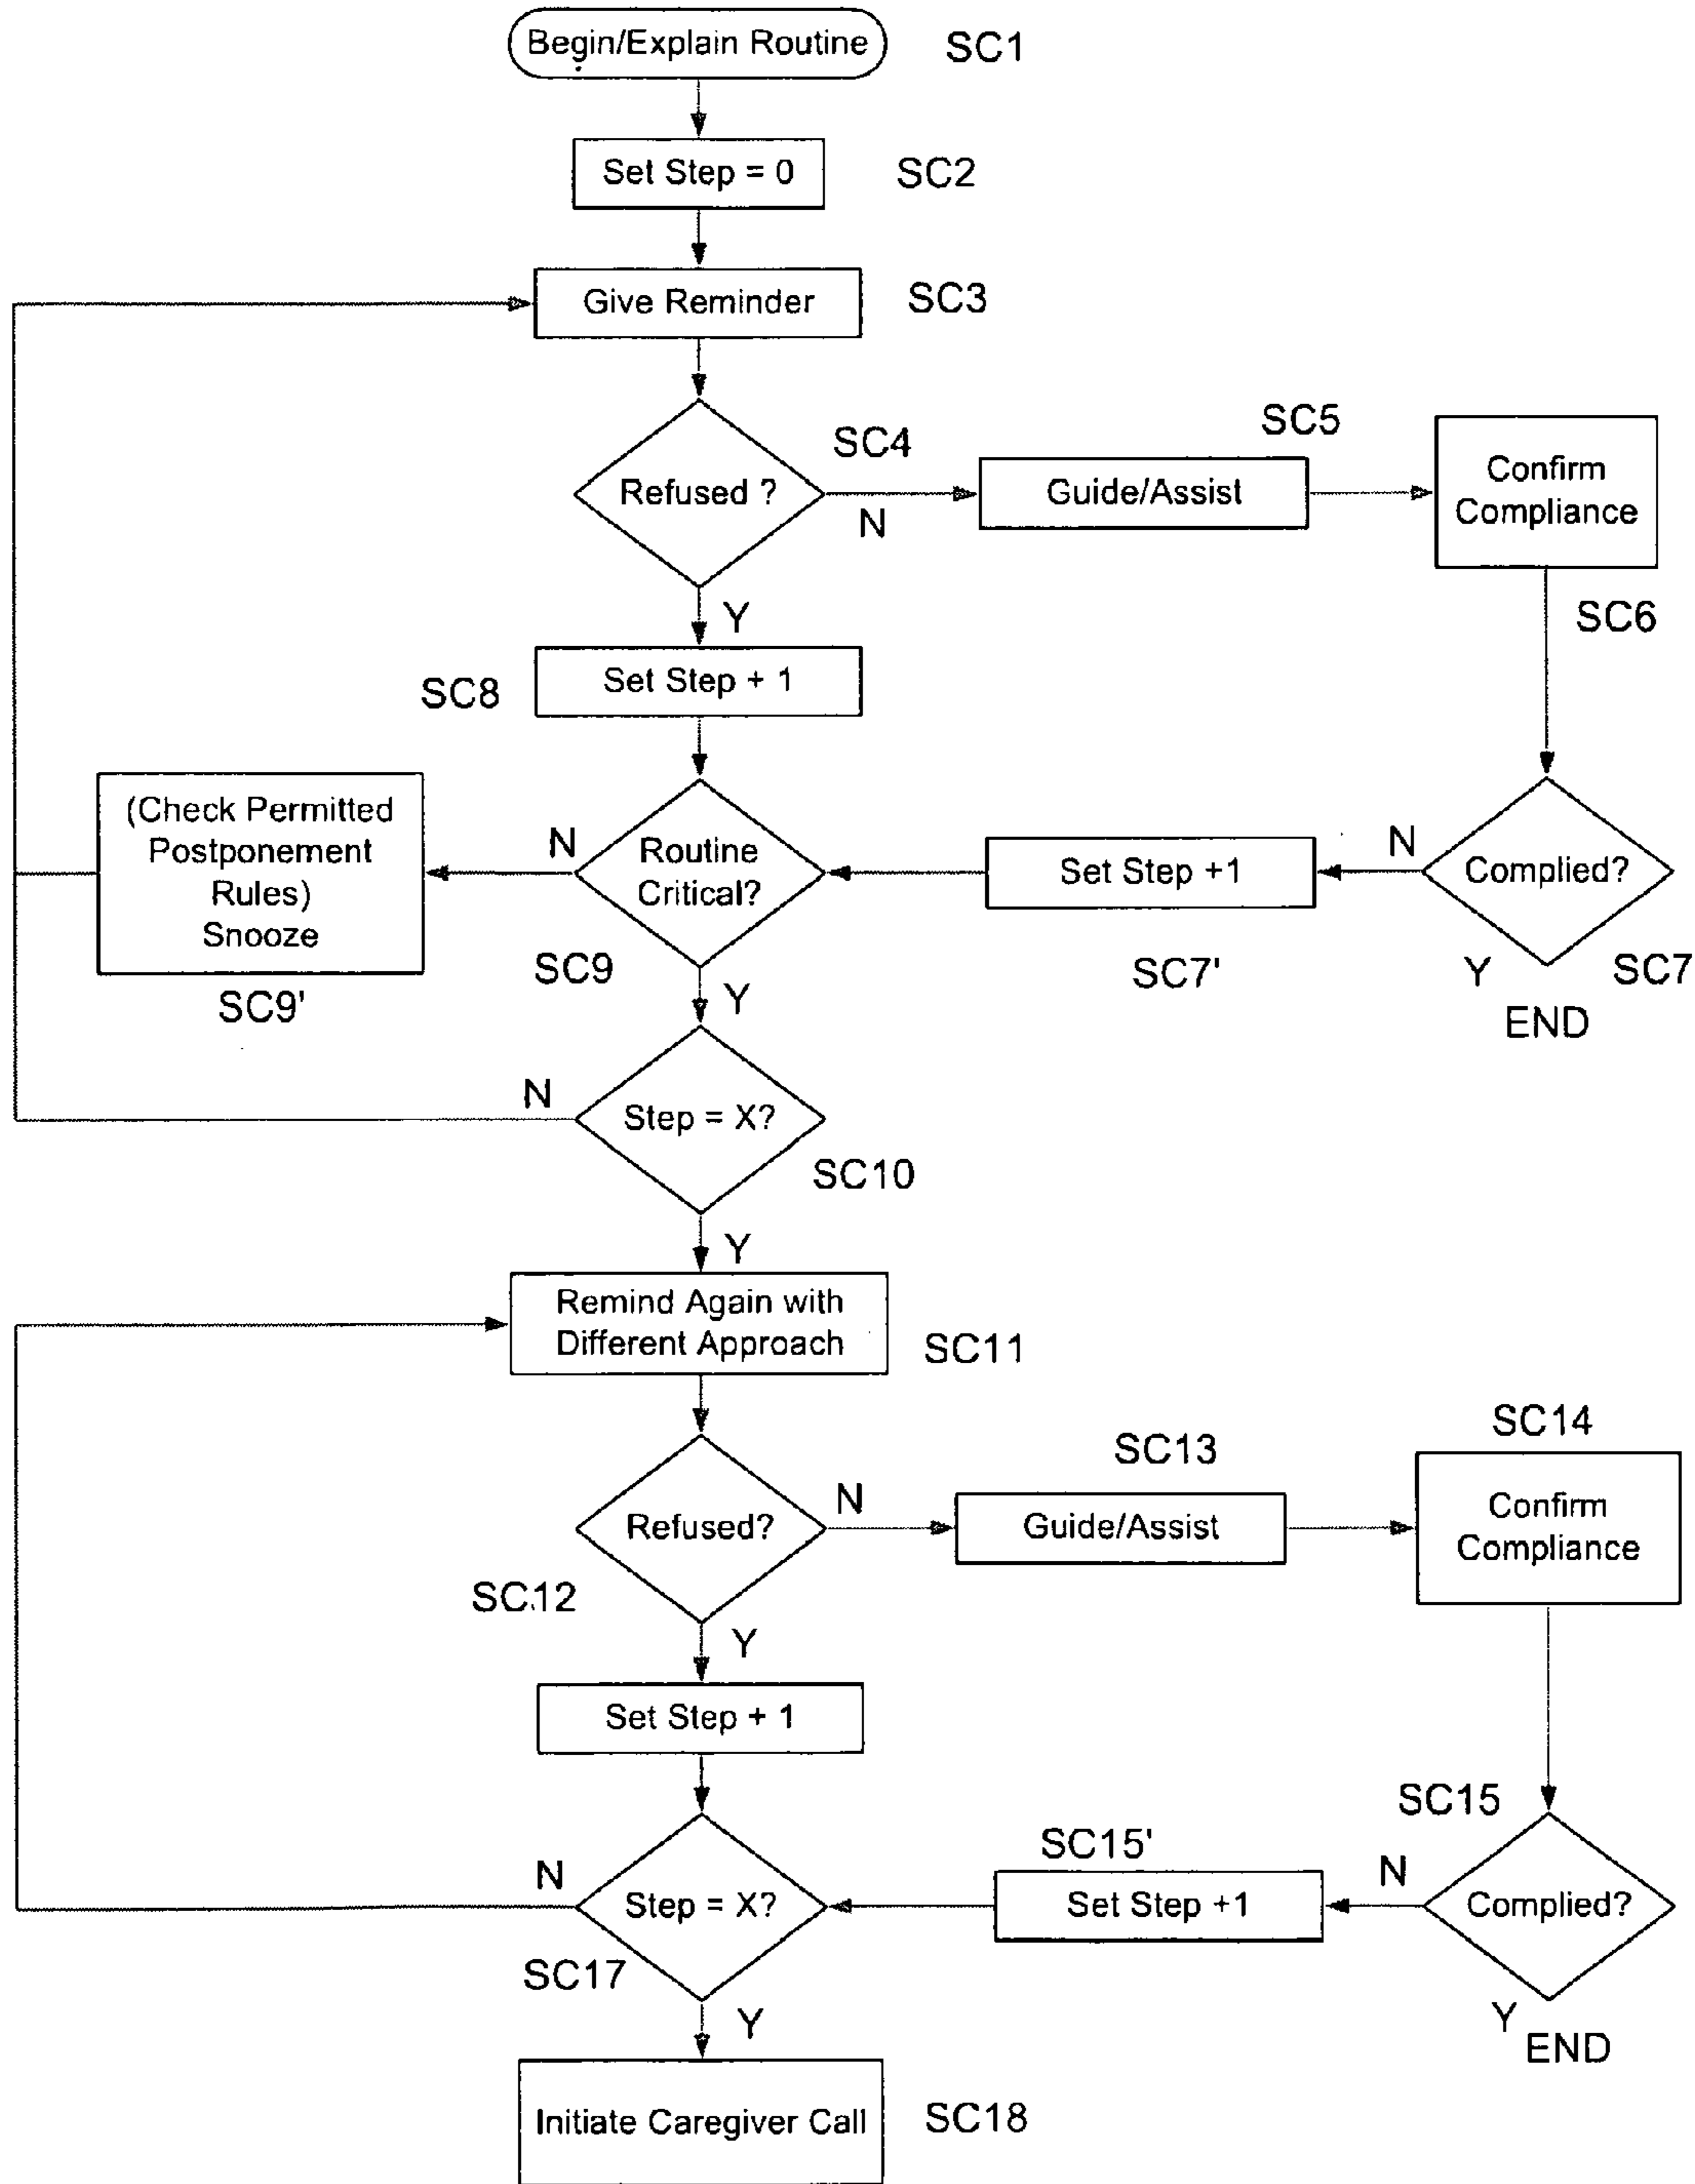 Begin/Explain Routine
SC1
Set Step = 0
SC2
Give Reminder
SC3
Refused ?
SC4
N
Guide/Assist
SC5
Confirm
Compliance
SC6
Y
Set Step + 1
SC8
(Check Permitted
Postponement
Rules)
Snooze
SC9'
N
Routine
Critical?
SC9
Set Step +1
SC7'
N
Complied?
SC7
Y
END
Y
N
Step = X?
SC10
Y
Remind Again with
Different Approach
SC11
Refused?
SC12
N
Guide/Assist
SC13
SC14
Confirm
Compliance
Y
Set Step + 1
N
Step = X?
SC17
SC15'
Set Step +1
N
SC15
Complied?
Y
END
Y
Initiate Caregiver Call
SC18